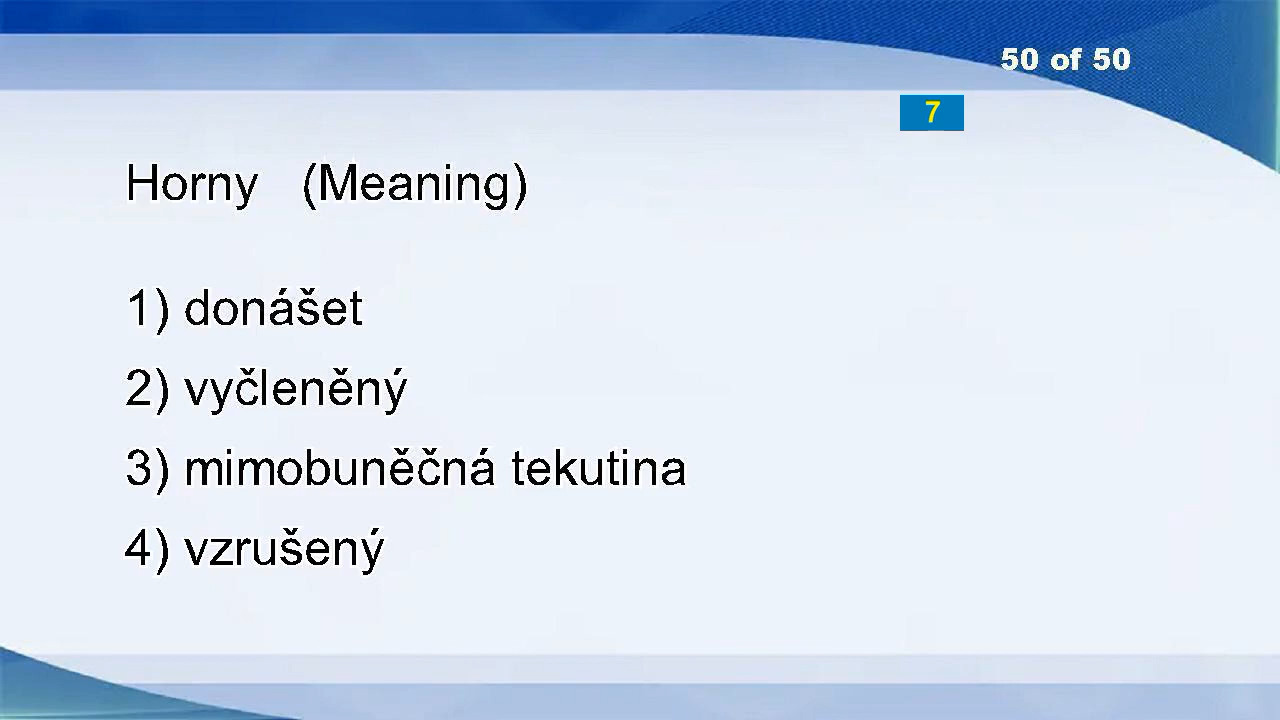 50 of 50
7
Horny (Meaning)
1) donášet
2) vyčleněný
3) mimobuněčná tekutina
4) vzrušený